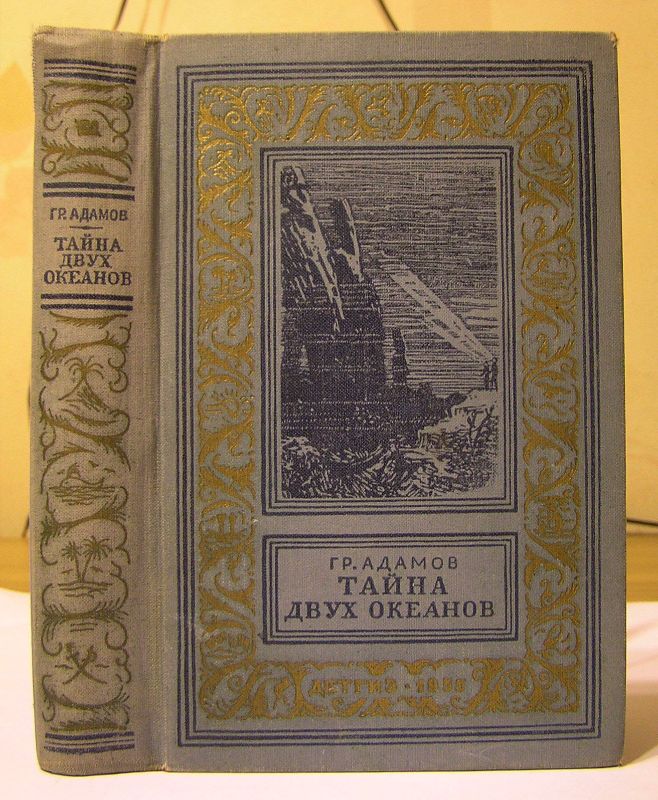 ГР. АДАМОВ
ТАЙНА
ДВУХ
ОКЕАНОВ
ГР. АДАМОВ
ТАЙНА
ДВУХ ОКЕАНОВ
ДЕТГИЗ •